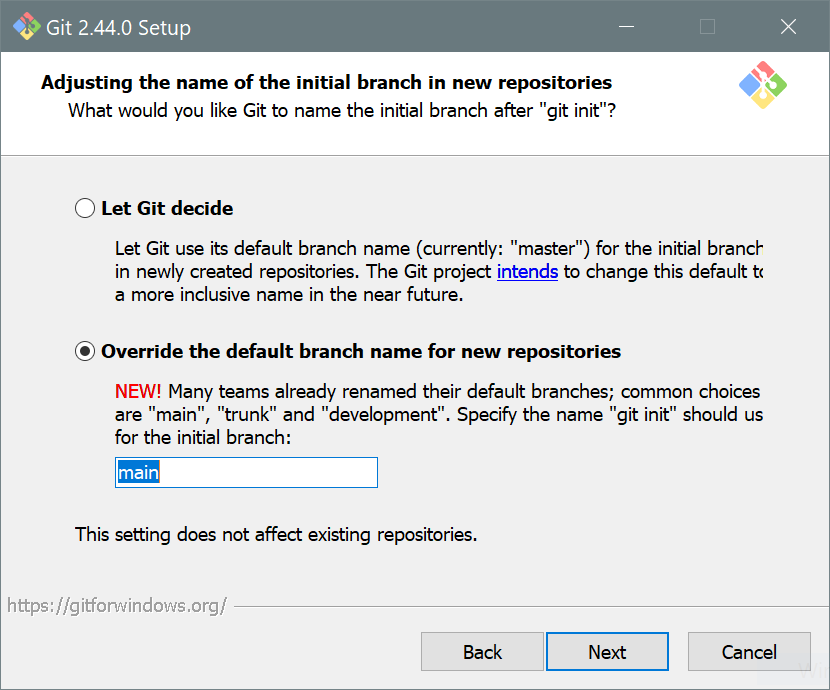 Git 2.44.0 Setup
Adjusting the name of the initial branch in new repositories
What would you like Git to name the initial branch after "git init"?
Let Git decide
Let Git use its default branch name (currently: "master") for the initial branch
in newly created repositories. The Git project intends to change this default to
a more inclusive name in the near future.
Override the default branch name for new repositories
NEW! Many teams already renamed their default branches; common choices
are "main", "trunk" and "development". Specify the name "git init" should us
for the initial branch:
main
This setting does not affect existing repositories.
https://gitforwindows.org/
Back
Next
Cancel